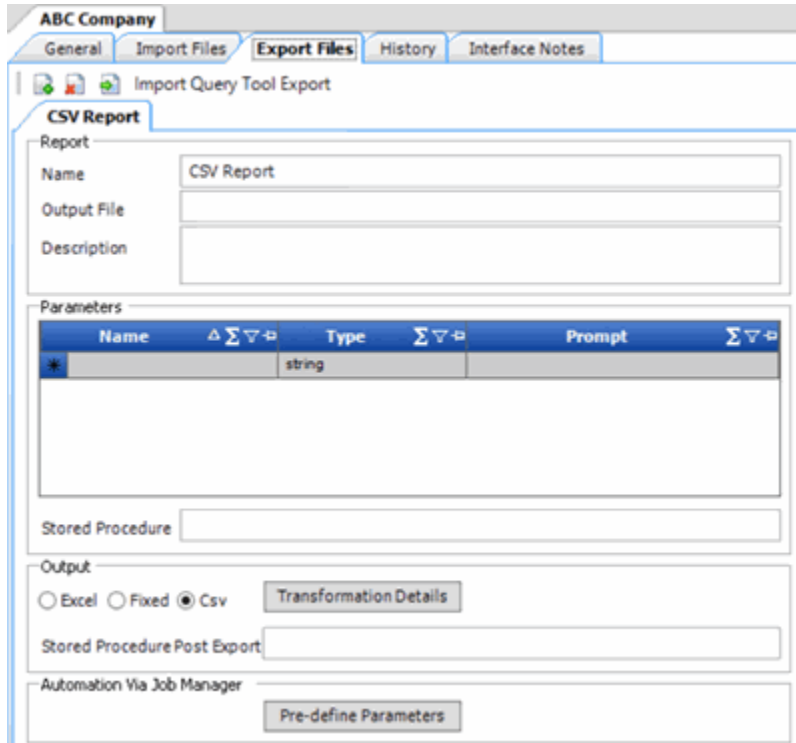 ABC Company
General Import Files Export Files History Interface Notes
Import Query Tool Export
CSV Report
Report
Name CSV Report
Output File
Description
Parameters
Name Type Prompt
string
Stored Procedure
Output
Excel Fixed Csv Transformation Details
Stored Procedure Post Export
Automation Via Job Manager
Pre-define Parameters